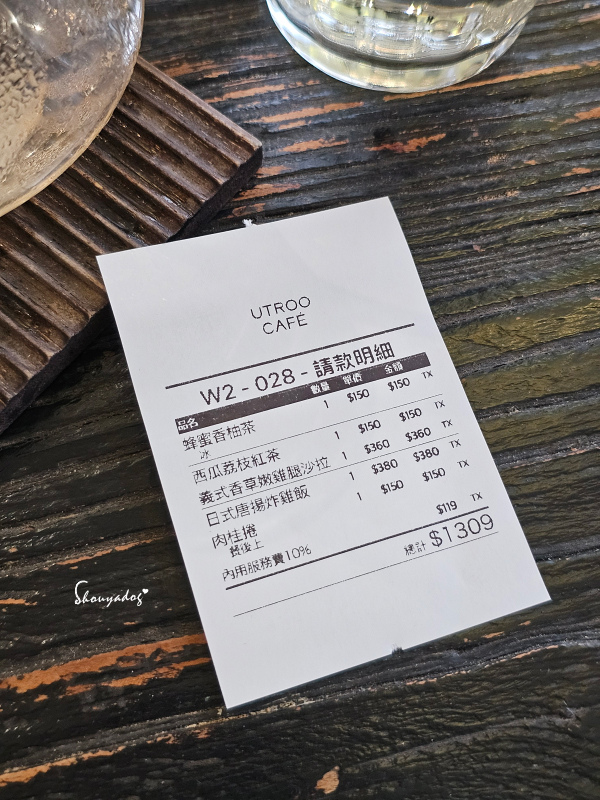 UTROO
CAFÉ
W2 - 028 - 請款明細
品名 數量 單價 金額
蜂蜜香柚茶 1 $150 $150 TX
冰
西瓜荔枝紅茶 1 $150 $150 TX
義式香草嫩雞腿沙拉 1 $360 $360 TX
日式唐揚炸雞飯 1 $380 $380 TX
肉桂捲 1 $150 $150 TX
餐後上
內用服務費10% $119 TX
總計 $1309
Shouyadog